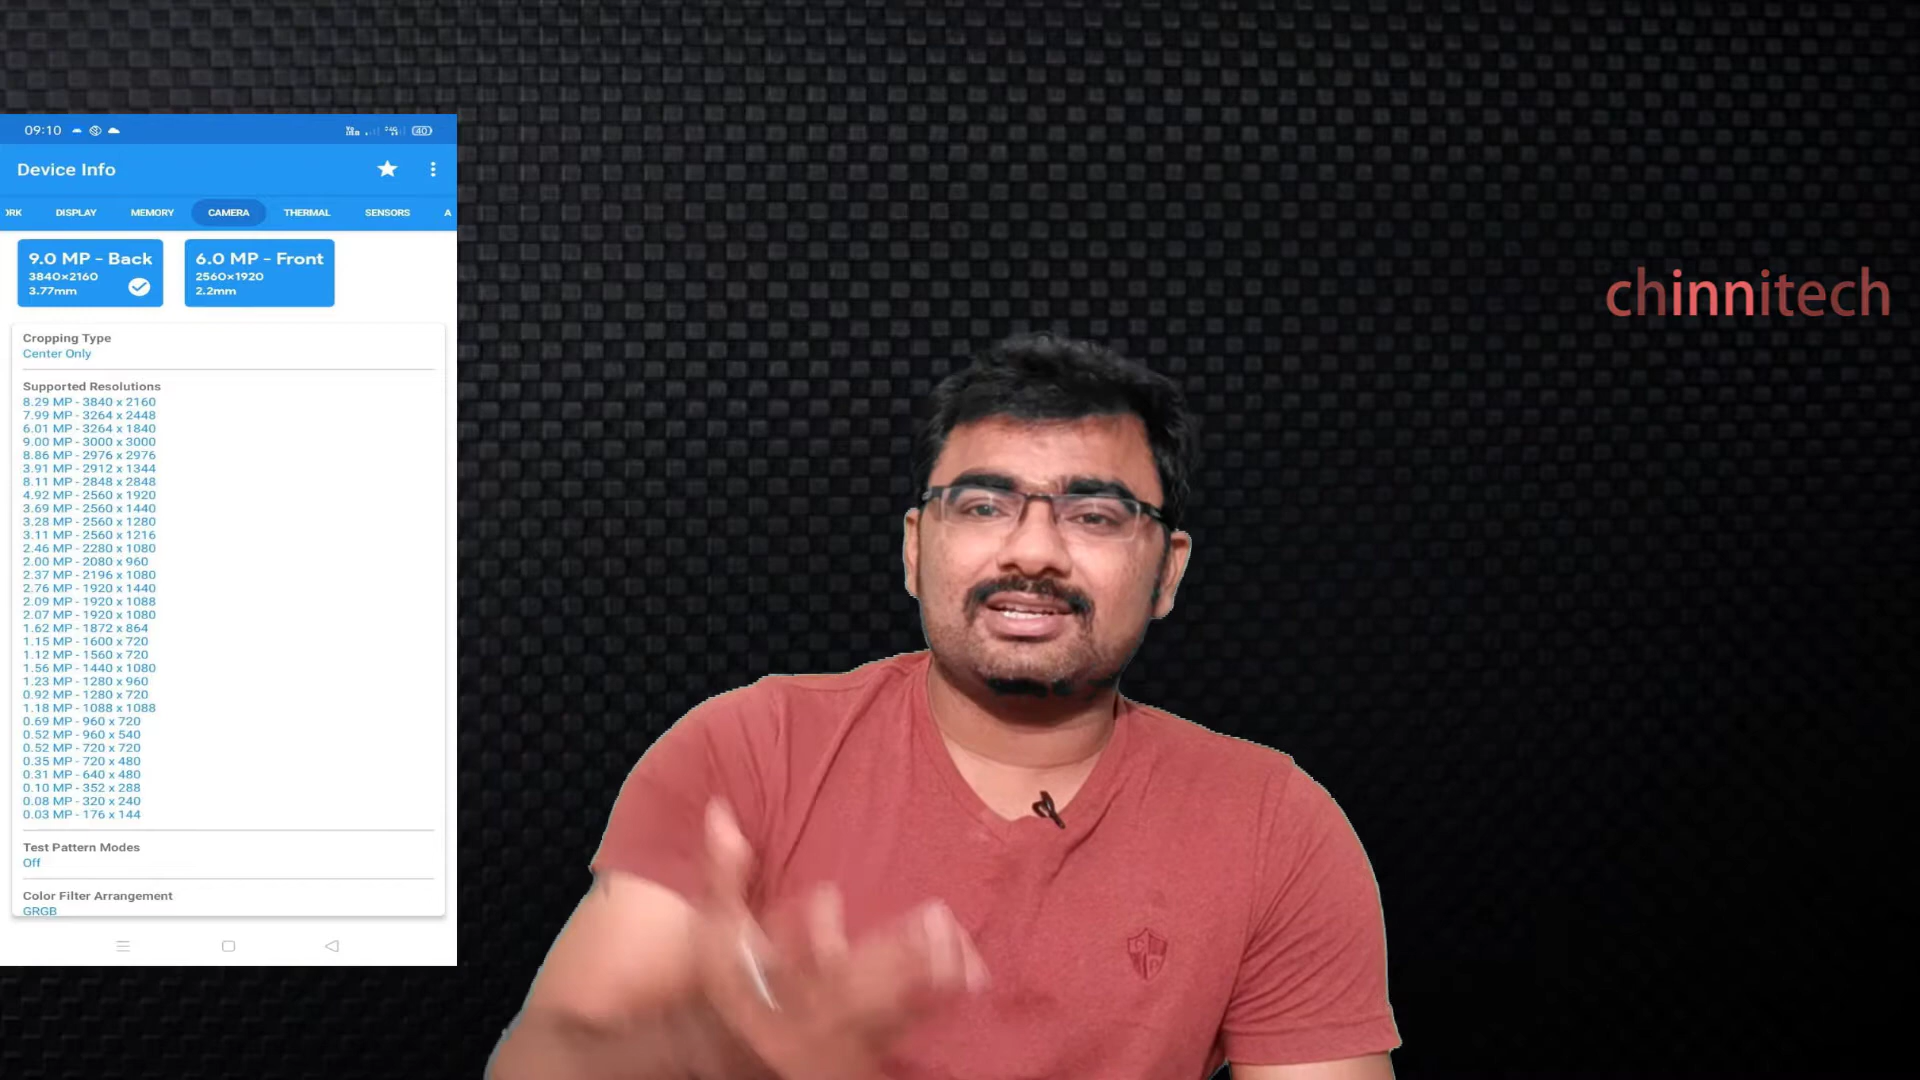 09:10
Device Info
ORK DISPLAY MEMORY CAMERA THERMAL SENSORS A
9.0 MP - Back
3840×2160
3.77mm
6.0 MP - Front
2560×1920
2.2mm
chinnitech
Cropping Type
Center Only
Supported Resolutions
8.29 MP - 3840 x 2160
7.99 MP - 3264 x 2448
6.01 MP - 3264 x 1840
9.00 MP - 3000 x 3000
8.86 MP - 2976 x 2976
3.91 MP - 2912 x 1344
8.11 MP - 2848 x 2848
4.92 MP - 2560 x 1920
3.69 MP - 2560 x 1440
3.28 MP - 2560 x 1280
3.11 MP - 2560 x 1216
2.46 MP - 2280 x 1080
2.00 MP - 2080 x 960
2.37 MP - 2196 x 1080
2.76 MP - 1920 x 1440
2.09 MP - 1920 x 1088
2.07 MP - 1920 x 1080
1.62 MP - 1872 x 864
1.15 MP - 1600 x 720
1.12 MP - 1560 x 720
1.56 MP - 1440 x 1080
1.23 MP - 1280 x 960
0.92 MP - 1280 x 720
1.18 MP - 1088 x 1088
0.69 MP - 960 x 720
0.52 MP - 960 x 540
0.52 MP - 720 x 720
0.35 MP - 720 x 480
0.31 MP - 640 x 480
0.10 MP - 352 x 288
0.08 MP - 320 x 240
0.03 MP - 176 x 144
Test Pattern Modes
Off
Color Filter Arrangement
GRGB